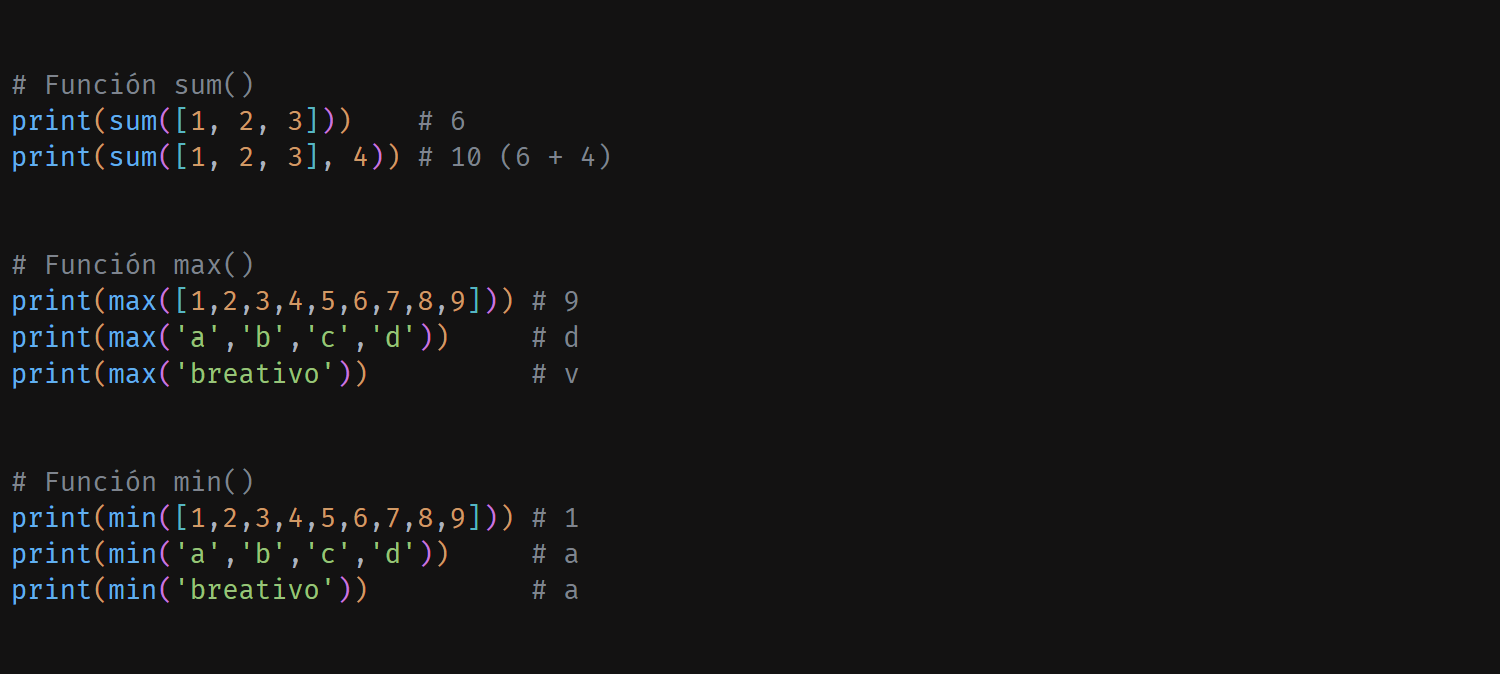 # Función sum()
print(sum([1, 2, 3]))    # 6
print(sum([1, 2, 3], 4)) # 10 (6 + 4)
# Función max()
print(max([1,2,3,4,5,6,7,8,9])) # 9
print(max('a','b','c','d'))     # d
print(max('breativo'))          # v
# Función min()
print(min([1,2,3,4,5,6,7,8,9])) # 1
print(min('a','b','c','d'))     # a
print(min('breativo'))          # a